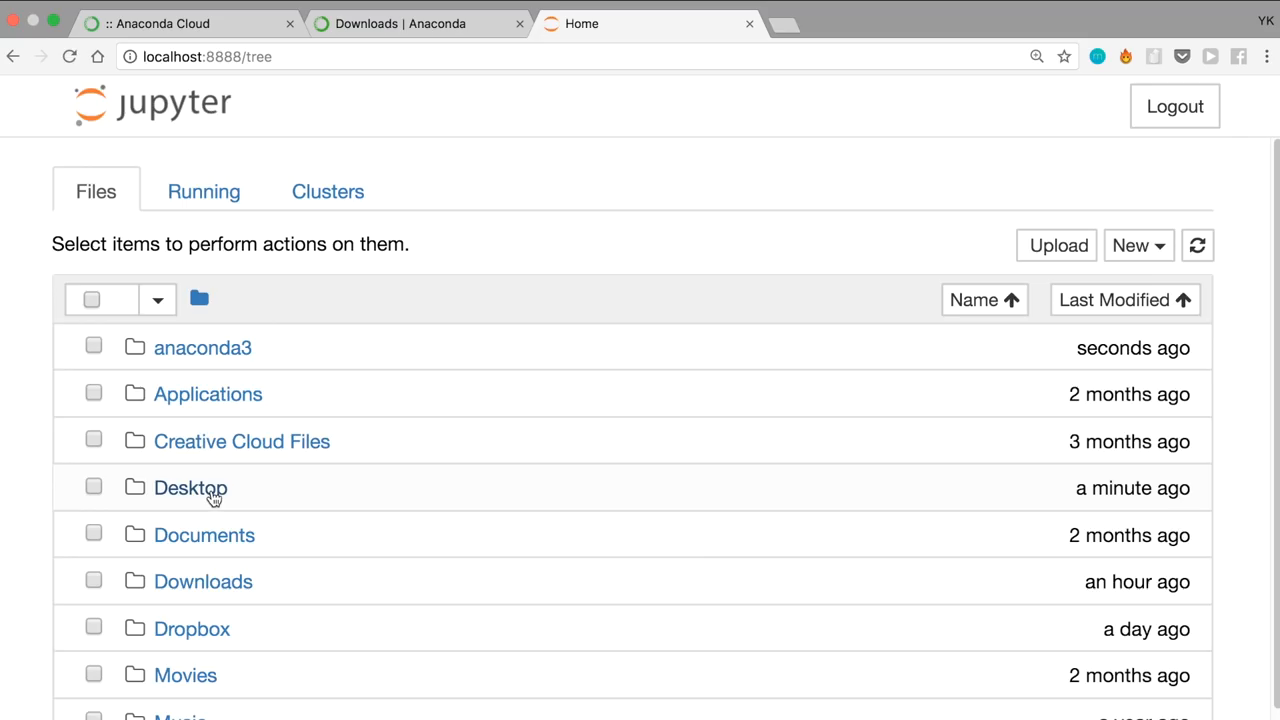 :: Anaconda Cloud
Downloads | Anaconda
Home
YK
localhost:8888/tree
jupyter
Logout
Files
Running
Clusters
Select items to perform actions on them.
Upload
New
Name
Last Modified
anaconda3
seconds ago
Applications
2 months ago
Creative Cloud Files
3 months ago
Desktop
a minute ago
Documents
2 months ago
Downloads
an hour ago
Dropbox
a day ago
Movies
2 months ago